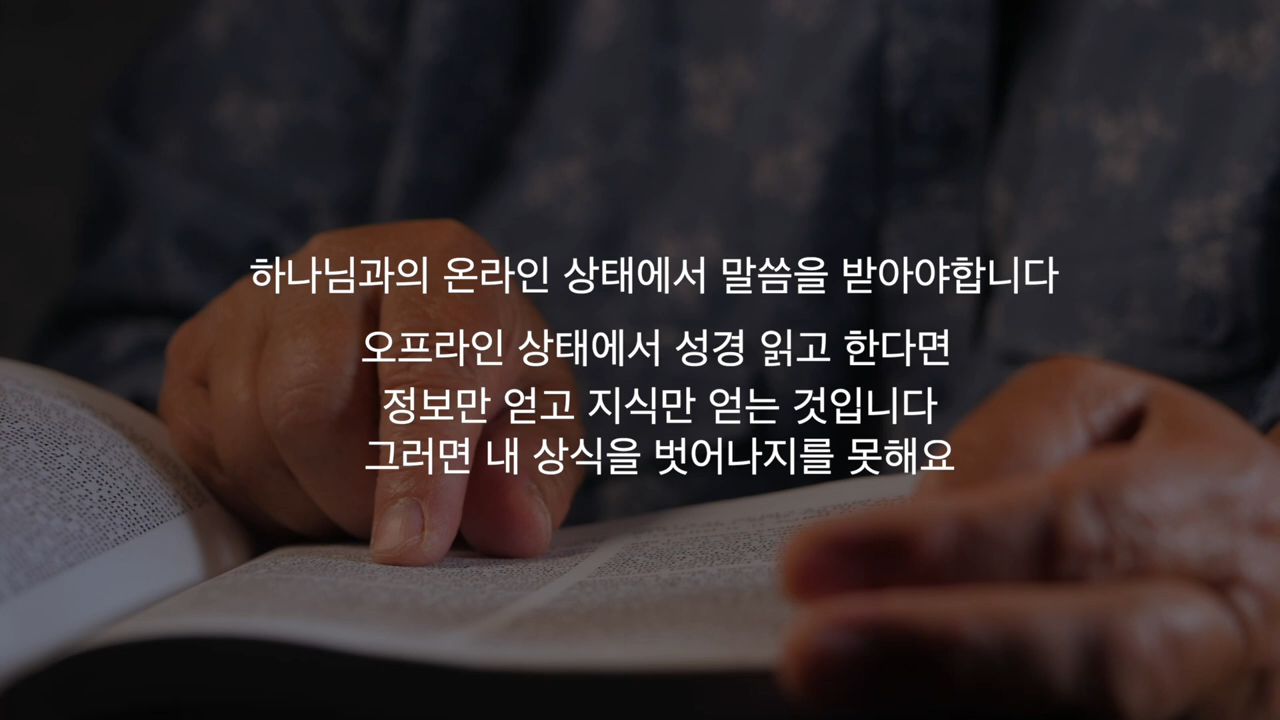 하나님과의 온라인 상태에서 말씀을 받아야합니다
오프라인 상태에서 성경 읽고 한다면
정보만 얻고 지식만 얻는 것입니다
그러면 내 상식을 벗어나지를 못해요